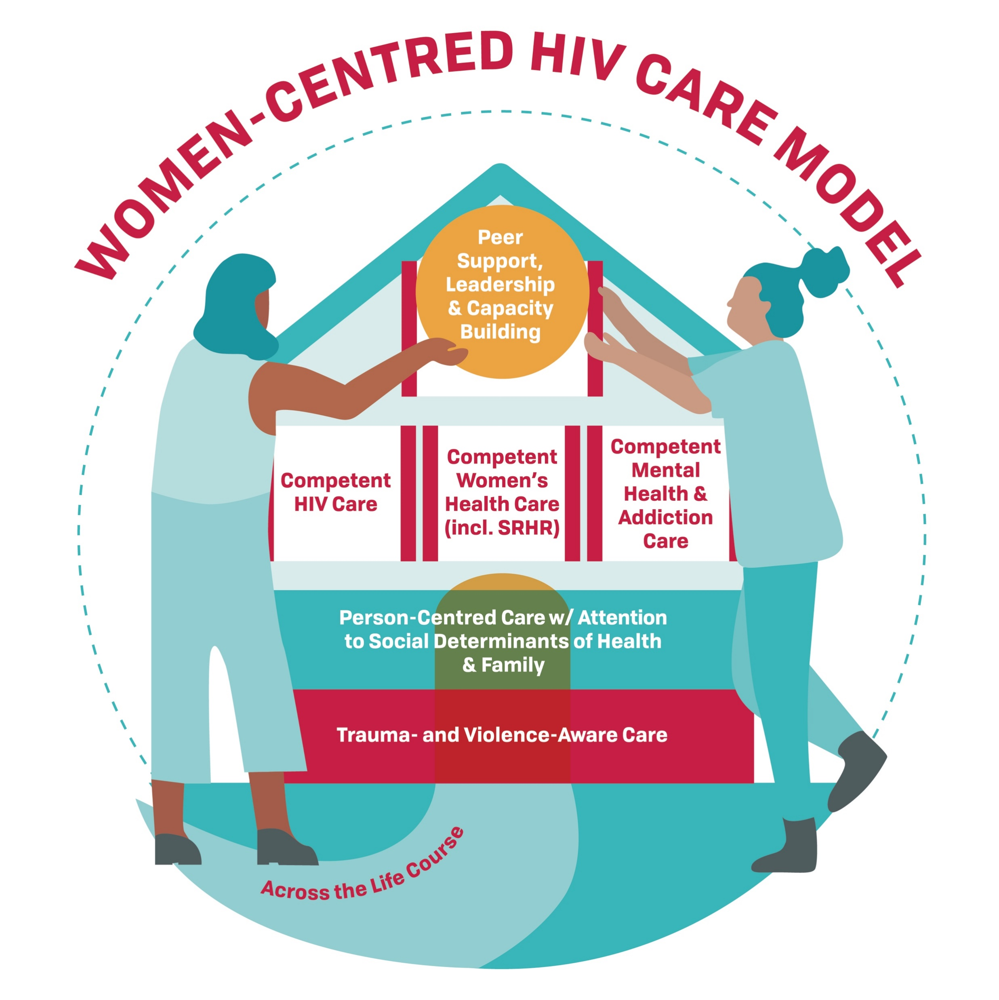 WOMEN-CENTRED HIV CARE MODEL
Peer
Support,
Leadership
& Capacity
Building
Competent
HIV Care
Competent
Women's
Health Care
(incl. SRHR)
Competent
Mental
Health &
Addiction
Care
Person-Centred Care w/ Attention
to Social Determinants of Health
& Family
Trauma- and Violence-Aware Care
Across the Life Course